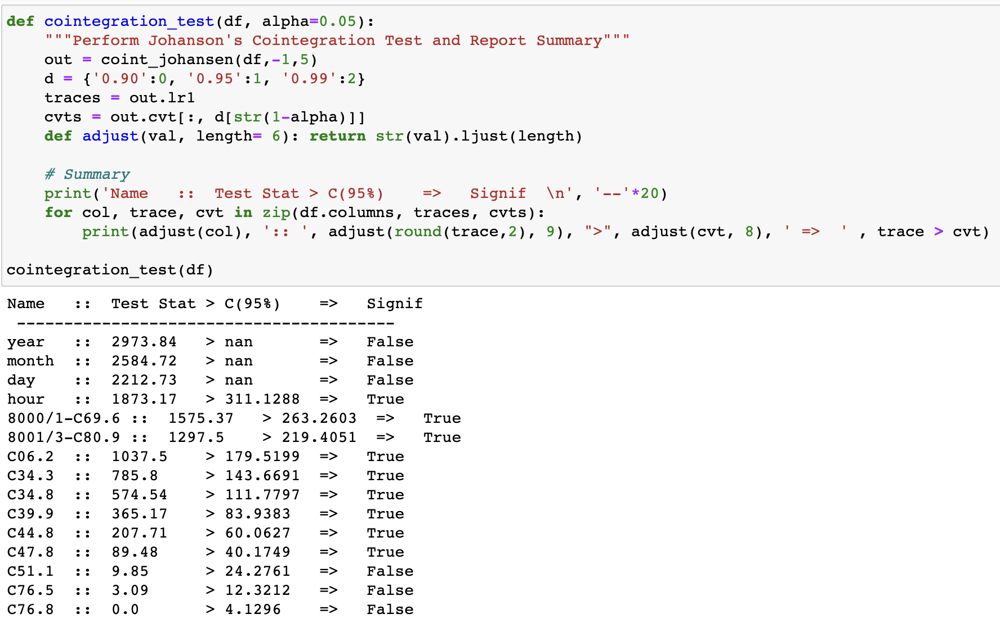 def cointegration_test(df, alpha=0.05):
    """Perform Johanson's Cointegration Test and Report Summary"""
    out = coint_johansen(df,-1,5)
    d = {'0.90':0, '0.95':1, '0.99':2}
    traces = out.lr1
    cvts = out.cvt[:, d[str(1-alpha)]]
    def adjust(val, length= 6): return str(val).ljust(length)

    # Summary
    print('Name   ::  Test Stat > C(95%)    =>   Signif  \n', '--'*20)
    for col, trace, cvt in zip(df.columns, traces, cvts):
        print(adjust(col), ':: ', adjust(round(trace,2), 9), ">", adjust(cvt, 8), ' =>  ' , trace > cvt)

cointegration_test(df)
Name   ::  Test Stat > C(95%)    =>   Signif
 ----------------------------------------
year   ::  2973.84   > nan       =>   False
month  ::  2584.72   > nan       =>   False
day    ::  2212.73   > nan       =>   False
hour   ::  1873.17   > 311.1288  =>   True
8000/1-C69.6 ::  1575.37   > 263.2603  =>   True
8001/3-C80.9 ::  1297.5    > 219.4051  =>   True
C06.2  ::  1037.5    > 179.5199  =>   True
C34.3  ::  785.8     > 143.6691  =>   True
C34.8  ::  574.54    > 111.7797  =>   True
C39.9  ::  365.17    > 83.9383   =>   True
C44.8  ::  207.71    > 60.0627   =>   True
C47.8  ::  89.48     > 40.1749   =>   True
C51.1  ::  9.85      > 24.2761   =>   False
C76.5  ::  3.09      > 12.3212   =>   False
C76.8  ::  0.0       > 4.1296    =>   False